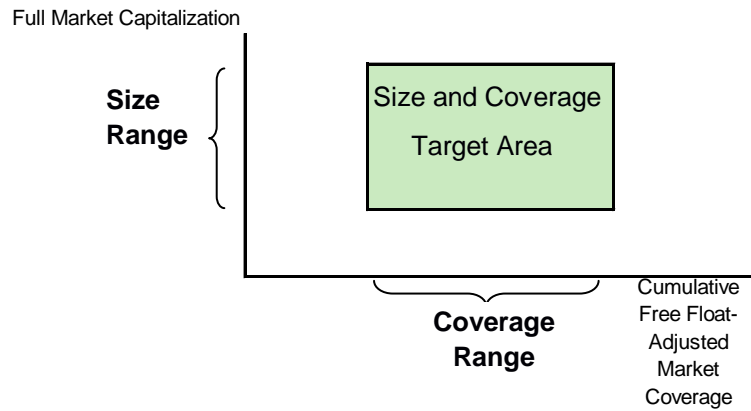 Full Market Capitalization
Size
Range
Size and Coverage
Target Area
Coverage
Range
Cumulative
Free Float-
Adjusted
Market
Coverage